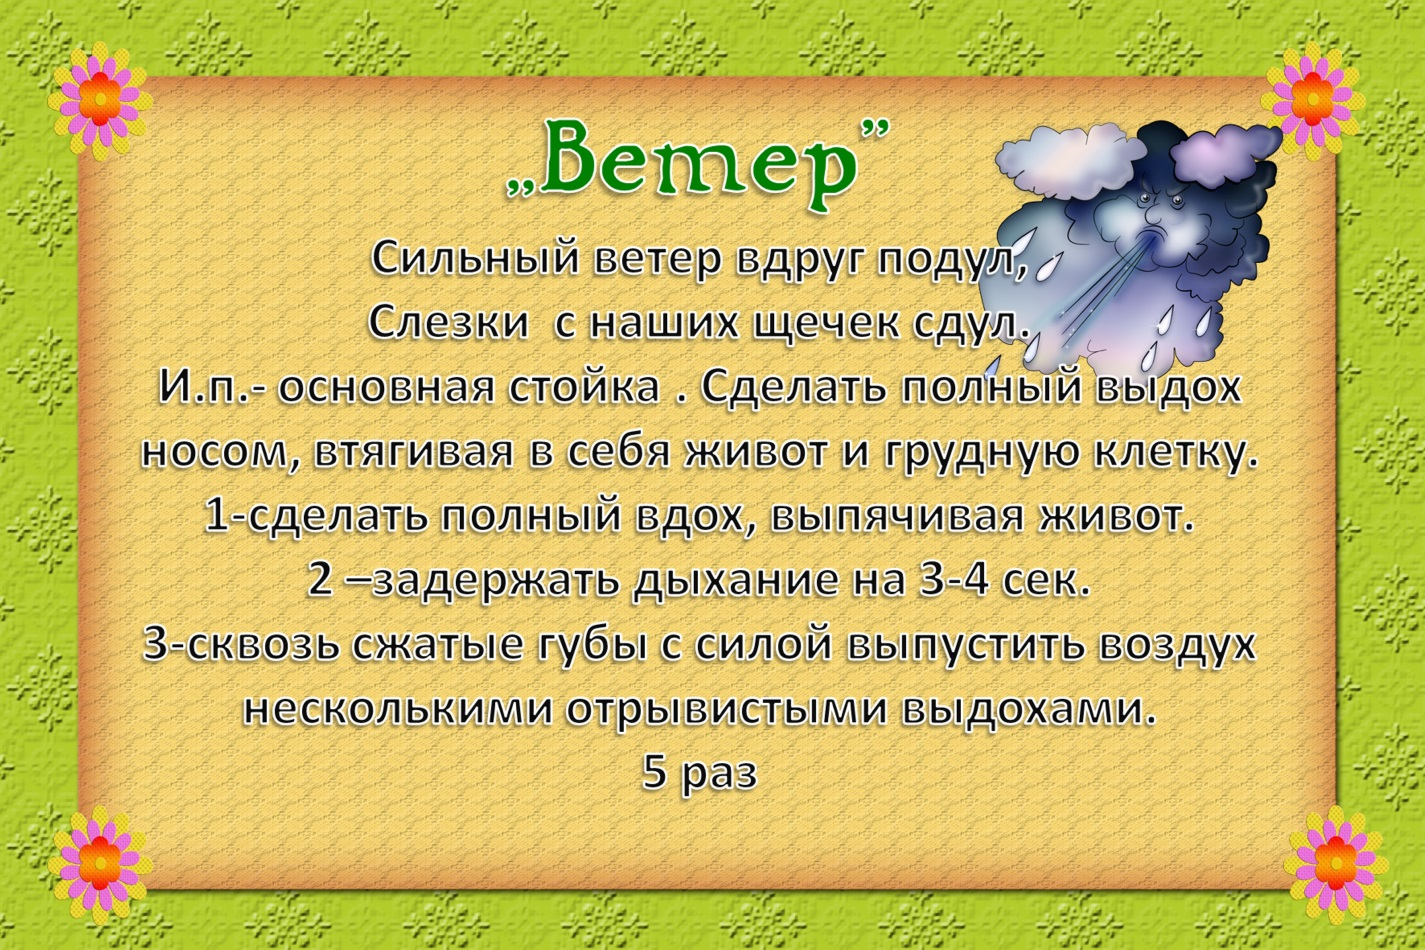 „Ветер”
Сильный ветер вдруг подул,
Слезки  с наших щечек сдул.
И.п.- основная стойка . Сделать полный выдох
носом, втягивая в себя живот и грудную клетку.
1-сделать полный вдох, выпячивая живот.
2 –задержать дыхание на 3-4 сек.
3-сквозь сжатые губы с силой выпустить воздух
несколькими отрывистыми выдохами.
5 раз